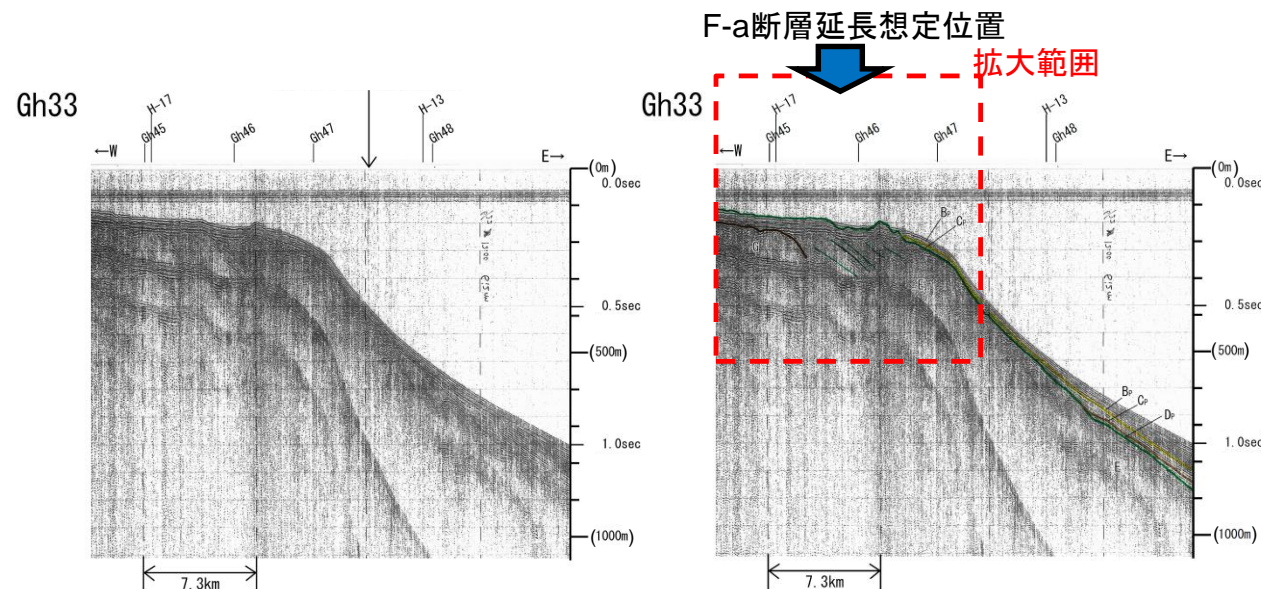 F-a断層延長想定位置
拡大範囲
Gh33
H-17
H-13
Gh45
Gh46
Gh47
Gh48
←W
E→
(0m)
0.0sec
0.5sec
(500m)
1.0sec
(1000m)
7.3km
Gh33
H-17
H-13
Gh45
Gh46
Gh47
Gh48
←W
E→
(0m)
0.0sec
BP
CP
G
0.5sec
(500m)
BP
CP
DP
1.0sec
E
(1000m)
7.3km